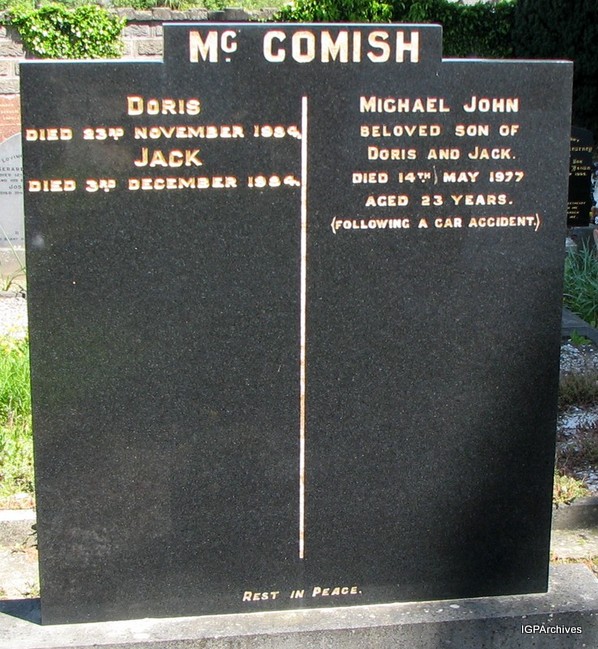 Mc COMISH
DORIS
DIED 23RD NOVEMBER 1984.
JACK
DIED 3RD DECEMBER 1984.
MICHAEL JOHN
BELOVED SON OF
DORIS AND JACK.
DIED 14TH MAY 1977
AGED 23 YEARS.
(FOLLOWING A CAR ACCIDENT.)
REST IN PEACE.
IGPArchives